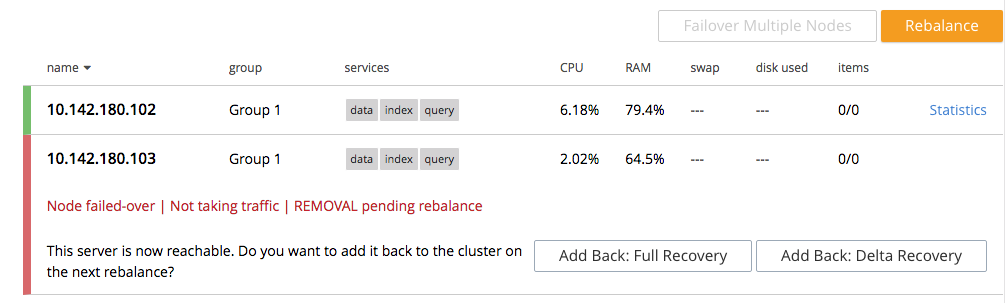 Failover Multiple Nodes Rebalance
name group services CPU RAM swap disk used items
10.142.180.102 Group 1 data index query 6.18% 79.4% --- --- 0/0 Statistics
10.142.180.103 Group 1 data index query 2.02% 64.5% --- --- 0/0
Node failed-over | Not taking traffic | REMOVAL pending rebalance
This server is now reachable. Do you want to add it back to the cluster on
the next rebalance?
Add Back: Full Recovery Add Back: Delta Recovery